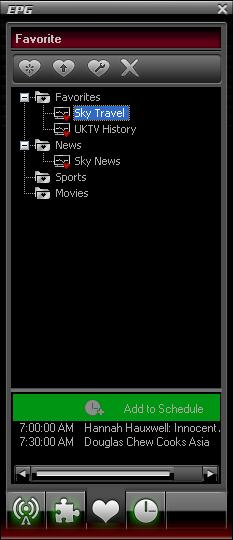 EPG
Favorite
Favorites
Sky Travel
UKTV History
News
Sky News
Sports
Movies
Add to Schedule
7:00:00 AM Hannah Hauxwell: Innocent
7:30:00 AM Douglas Chew Cooks Asia